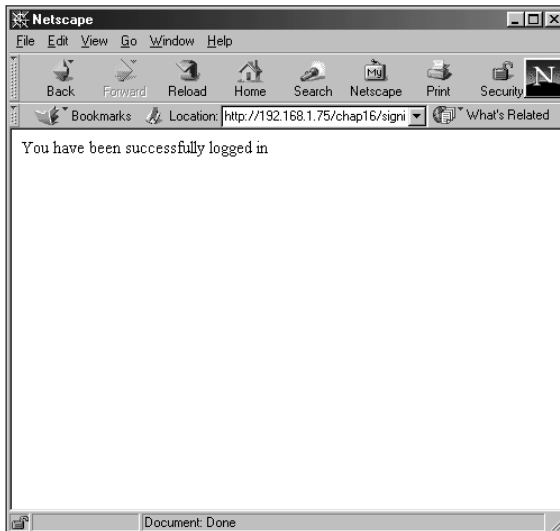 Netscape
File Edit View Go Window Help
Back Forward Reload Home Search Netscape Print Security
My
N
Bookmarks Location: http://192.168.1.75/chap16/signi What's Related
You have been successfully logged in
Document: Done